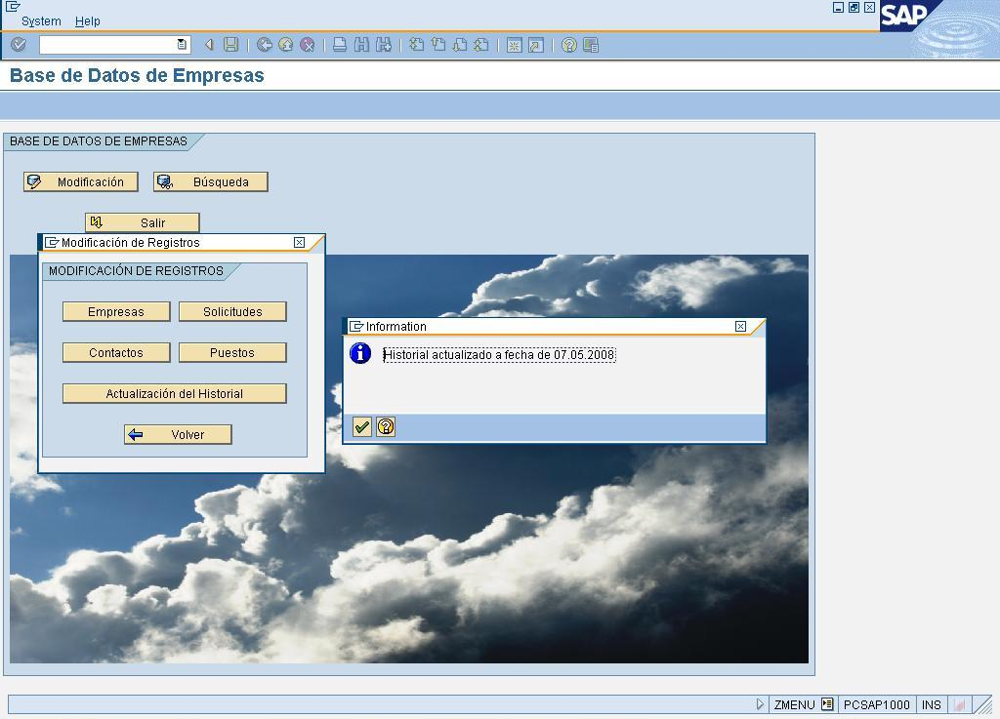 System Help
SAP
Base de Datos de Empresas
BASE DE DATOS DE EMPRESAS
Modificación Búsqueda
Salir
Modificación de Registros
MODIFICACIÓN DE REGISTROS
Empresas Solicitudes
Contactos Puestos
Actualización del Historial
Volver
Information
Historial actualizado a fecha de 07.05.2008
ZMENU PCSAP1000 INS